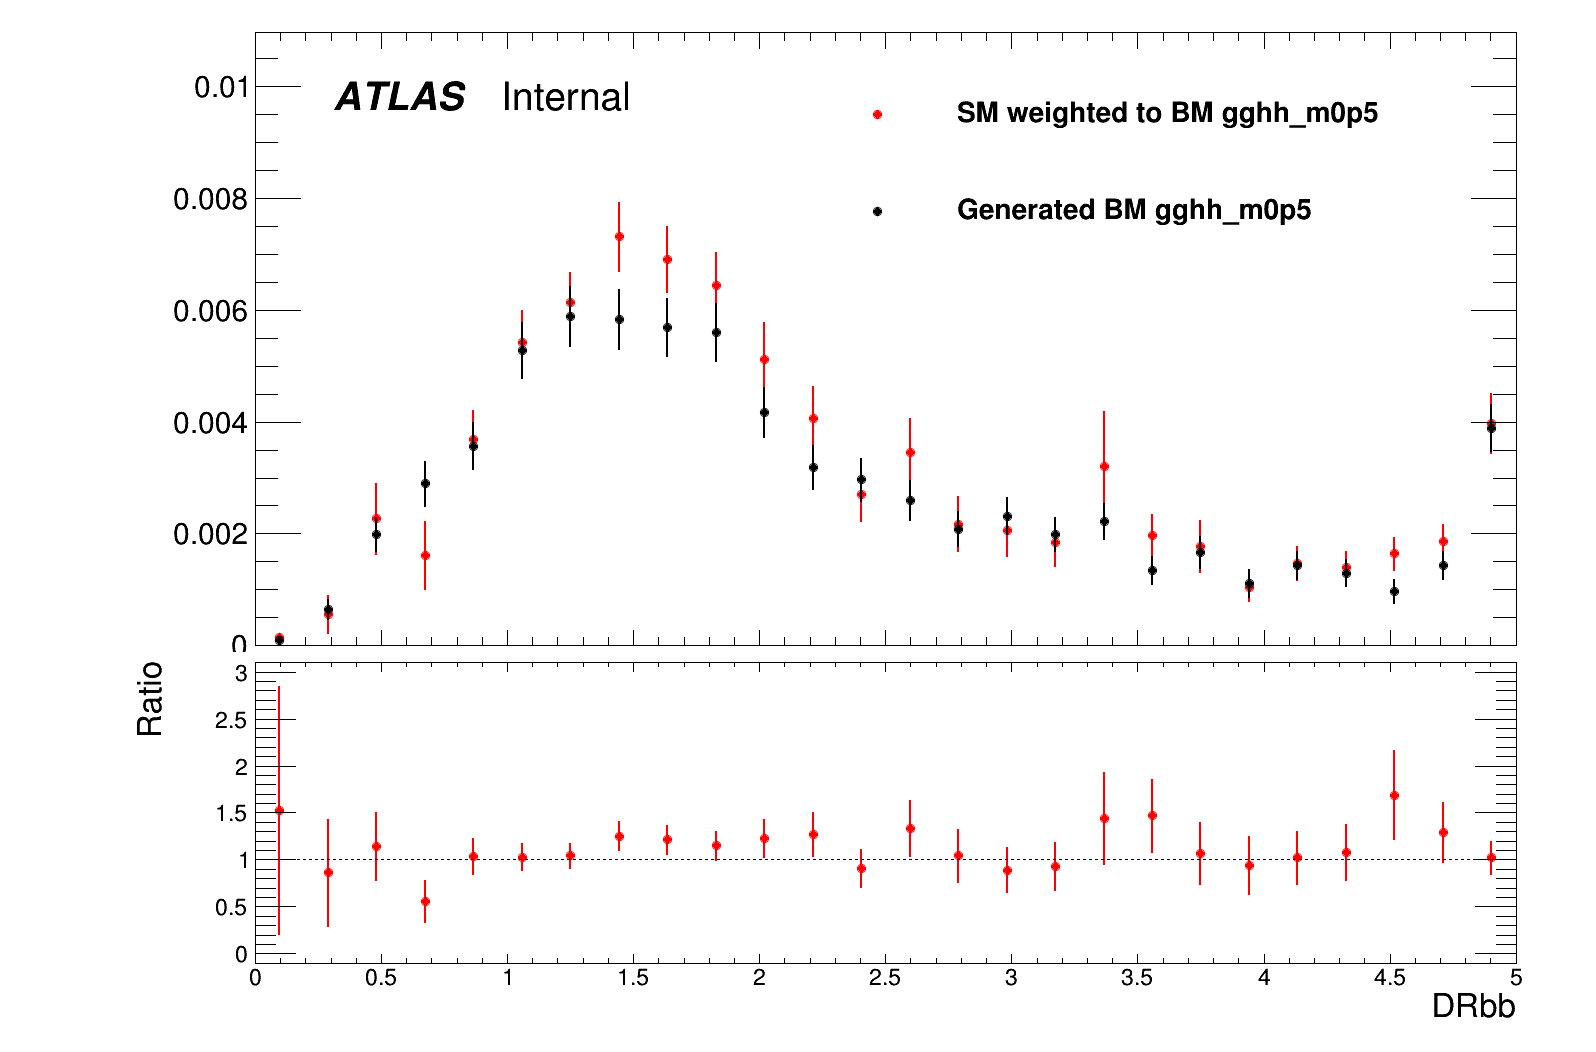 ATLAS Internal
SM weighted to BM gghh_m0p5
Generated BM gghh_m0p5
0.01
0.008
0.006
0.004
0.002
0
Ratio
3
2.5
2
1.5
1
0.5
0
0 0.5 1 1.5 2 2.5 3 3.5 4 4.5 5
DRbb